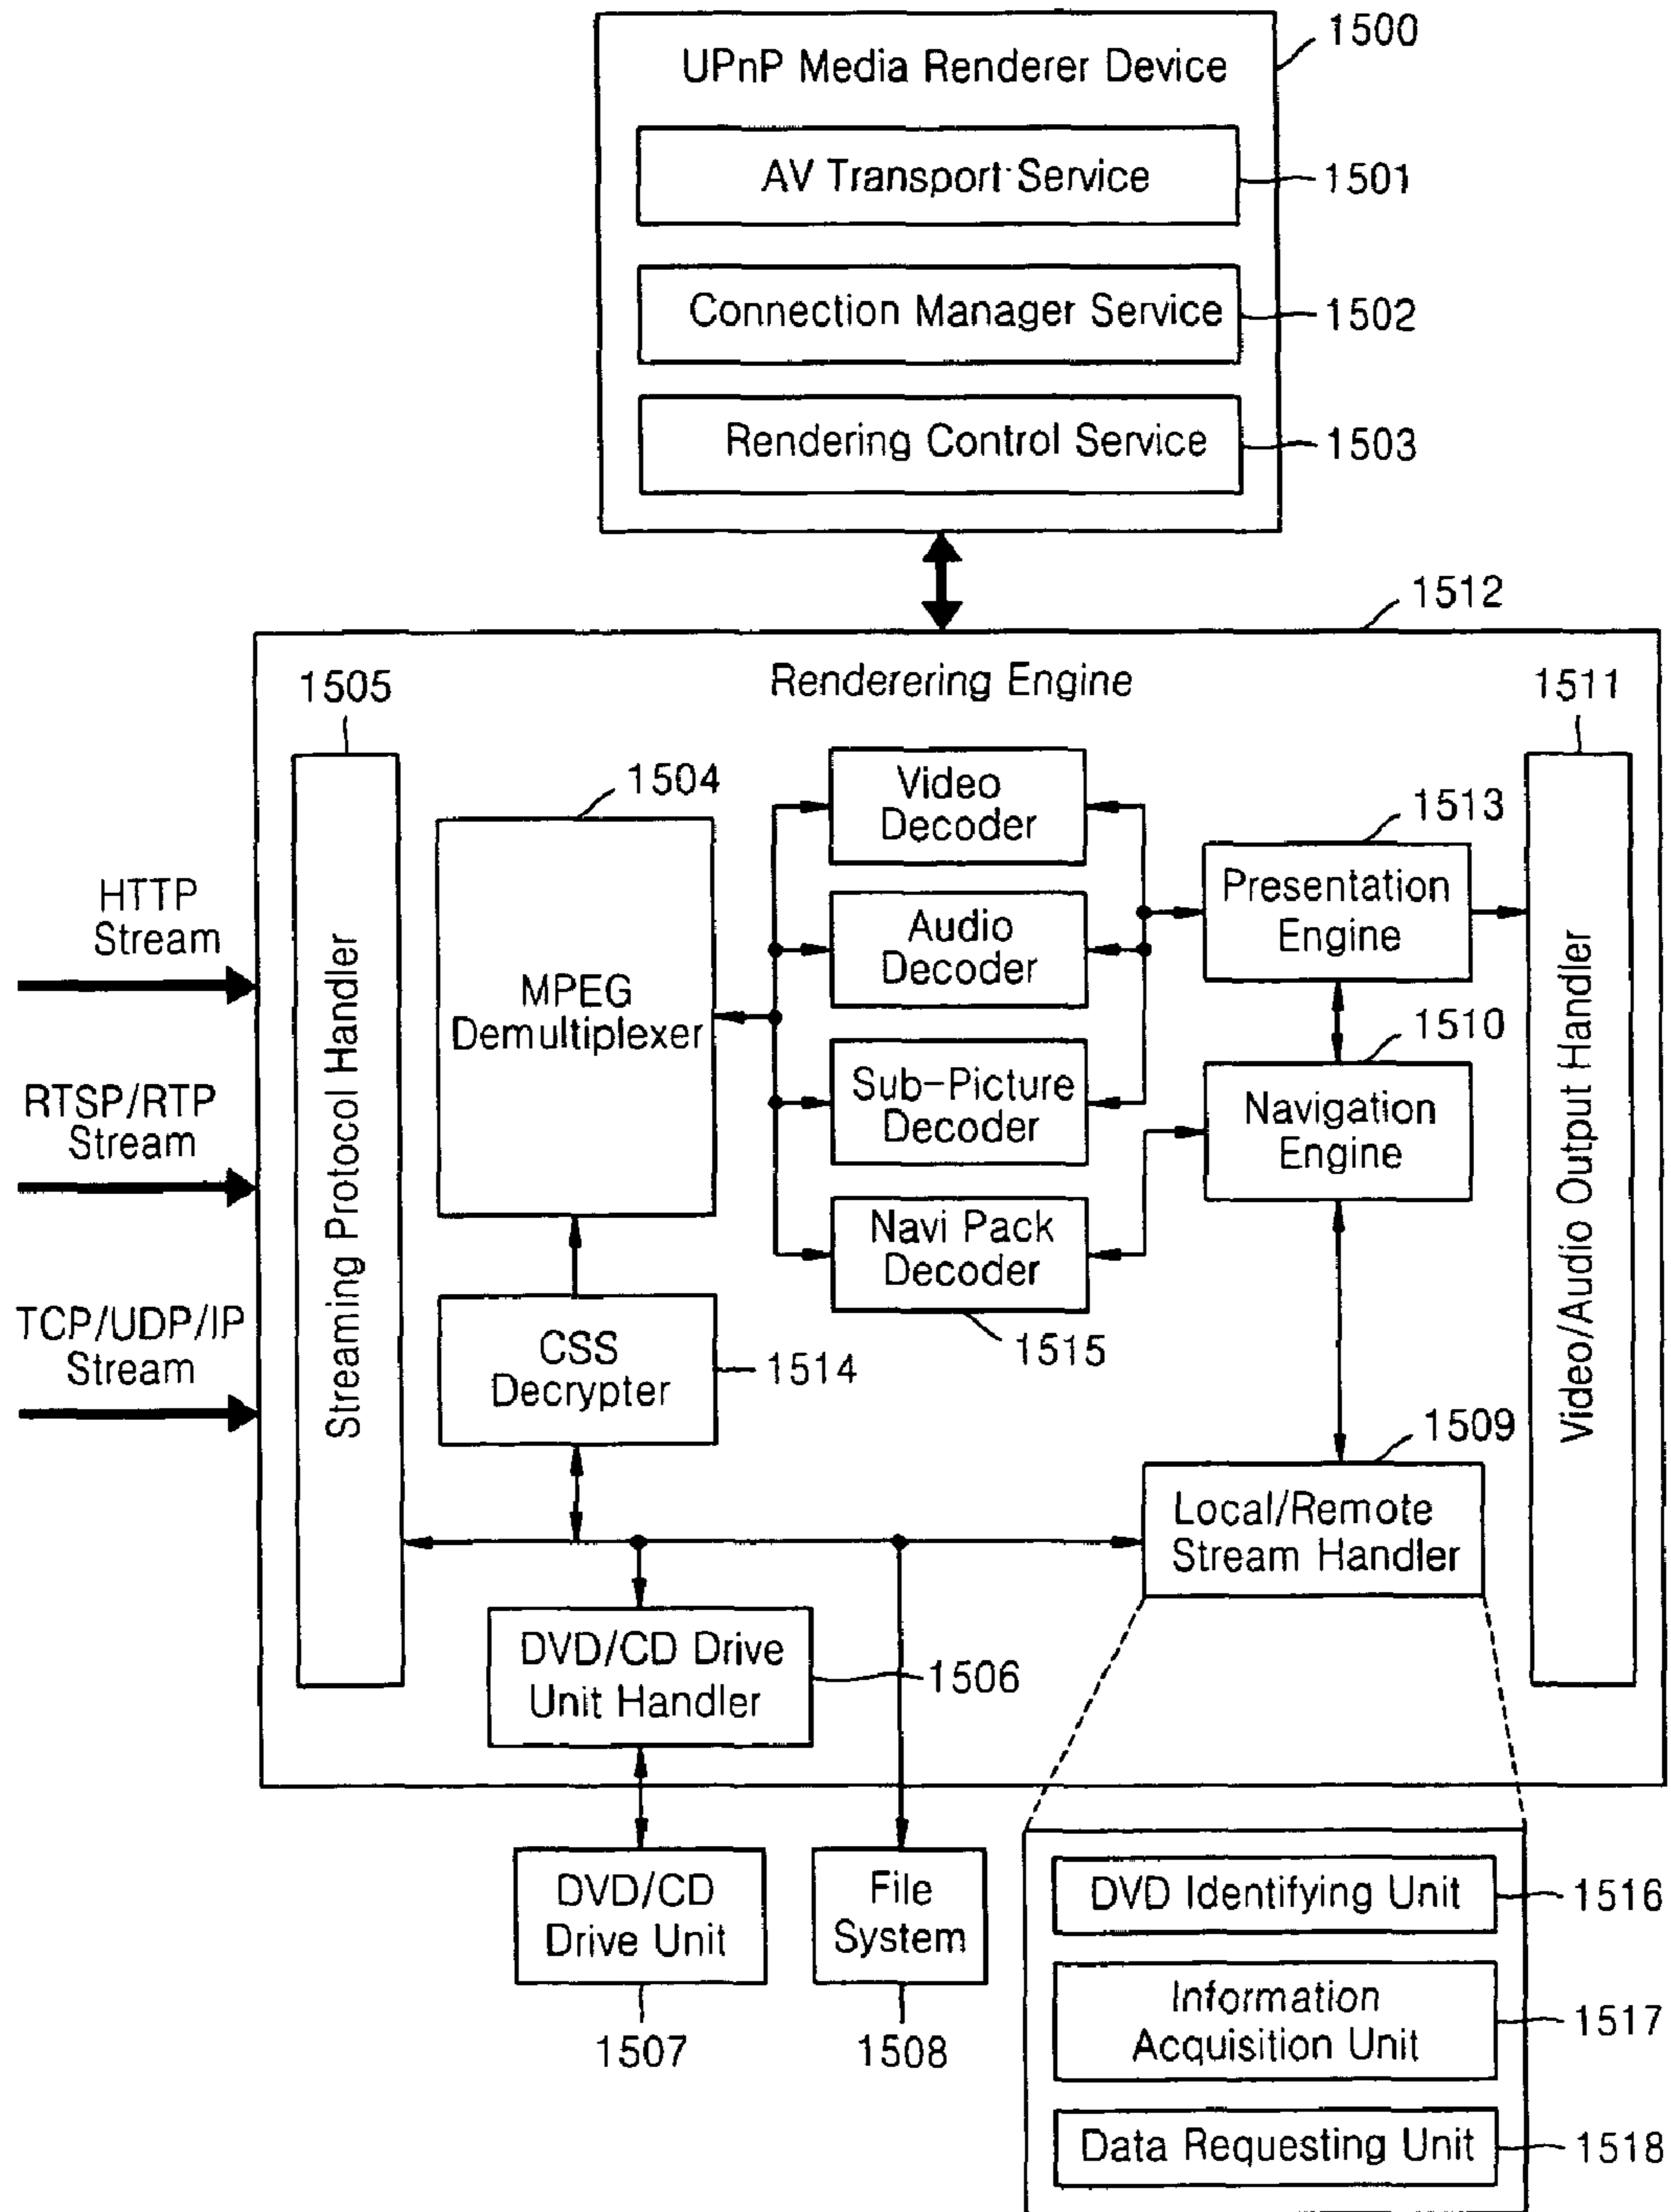 1500
UPnP Media Renderer Device
AV Transport Service
1501
Connection Manager Service
1502
Rendering Control Service
1503
1512
Renderering Engine
1505
1511
Streaming Protocol Handler
1504
MPEG
Demultiplexer
Video
Decoder
Audio
Decoder
Sub-Picture
Decoder
Navi Pack
Decoder
1515
1513
Presentation
Engine
1510
Navigation
Engine
Video/Audio Output Handler
HTTP
Stream
RTSP/RTP
Stream
TCP/UDP/IP
Stream
CSS
Decrypter
1514
1509
Local/Remote
Stream Handler
DVD/CD Drive
Unit Handler
1506
DVD/CD
Drive Unit
1507
File
System
1508
DVD Identifying Unit
1516
Information
Acquisition Unit
1517
Data Requesting Unit
1518